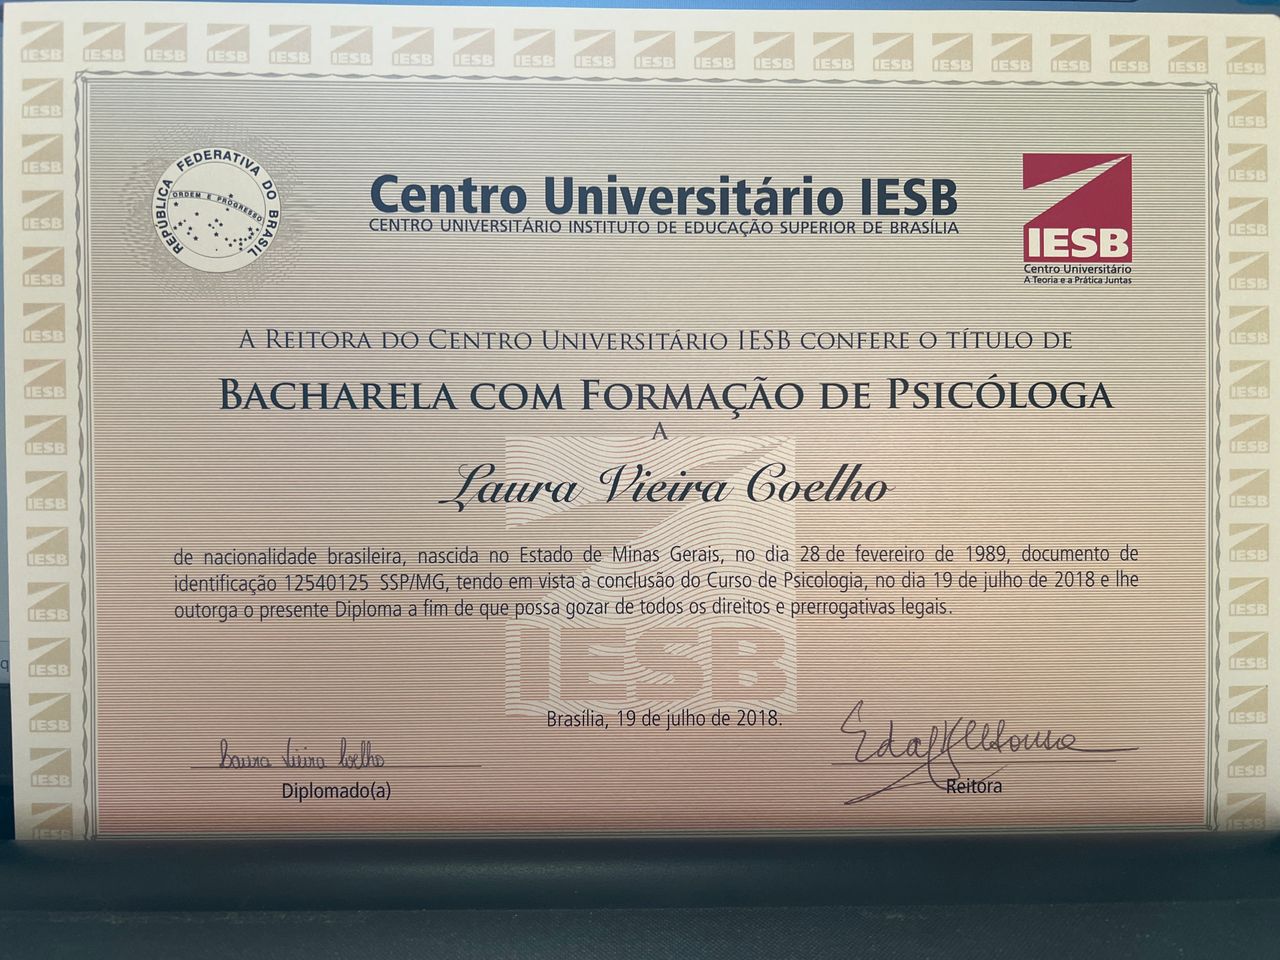 REPÚBLICA FEDERATIVA DO BRASIL
ORDEM E PROGRESSO
Centro Universitário IESB
CENTRO UNIVERSITÁRIO INSTITUTO DE EDUCAÇÃO SUPERIOR DE BRASÍLIA
IESB
Centro Universitário
A Teoria e a Prática Juntas
A REITORA DO CENTRO UNIVERSITÁRIO IESB CONFERE O TÍTULO DE
BACHARELA COM FORMAÇÃO DE PSICÓLOGA
A
Laura Vieira Coelho
de nacionalidade brasileira, nascida no Estado de Minas Gerais, no dia 28 de fevereiro de 1989, documento de
identificação 12540125 SSP/MG, tendo em vista a conclusão do Curso de Psicologia, no dia 19 de julho de 2018 e lhe
outorga o presente Diploma a fim de que possa gozar de todos os direitos e prerrogativas legais.
IESB
Brasília, 19 de julho de 2018.
Laura Vieira Coelho
Diplomado(a)
Reitora